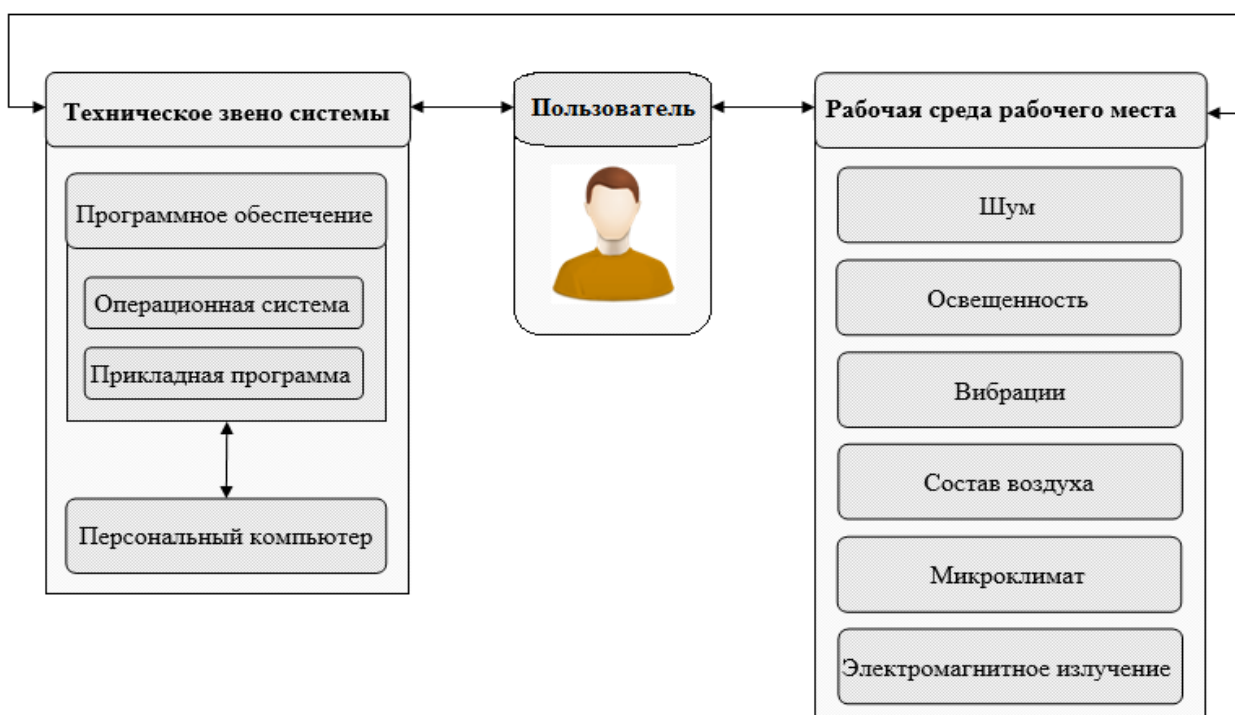 Техническое звено системы
Программное обеспечение
Операционная система
Прикладная программа
Персональный компьютер
Пользователь
Рабочая среда рабочего места
Шум
Освещенность
Вибрации
Состав воздуха
Микроклимат
Электромагнитное излучение